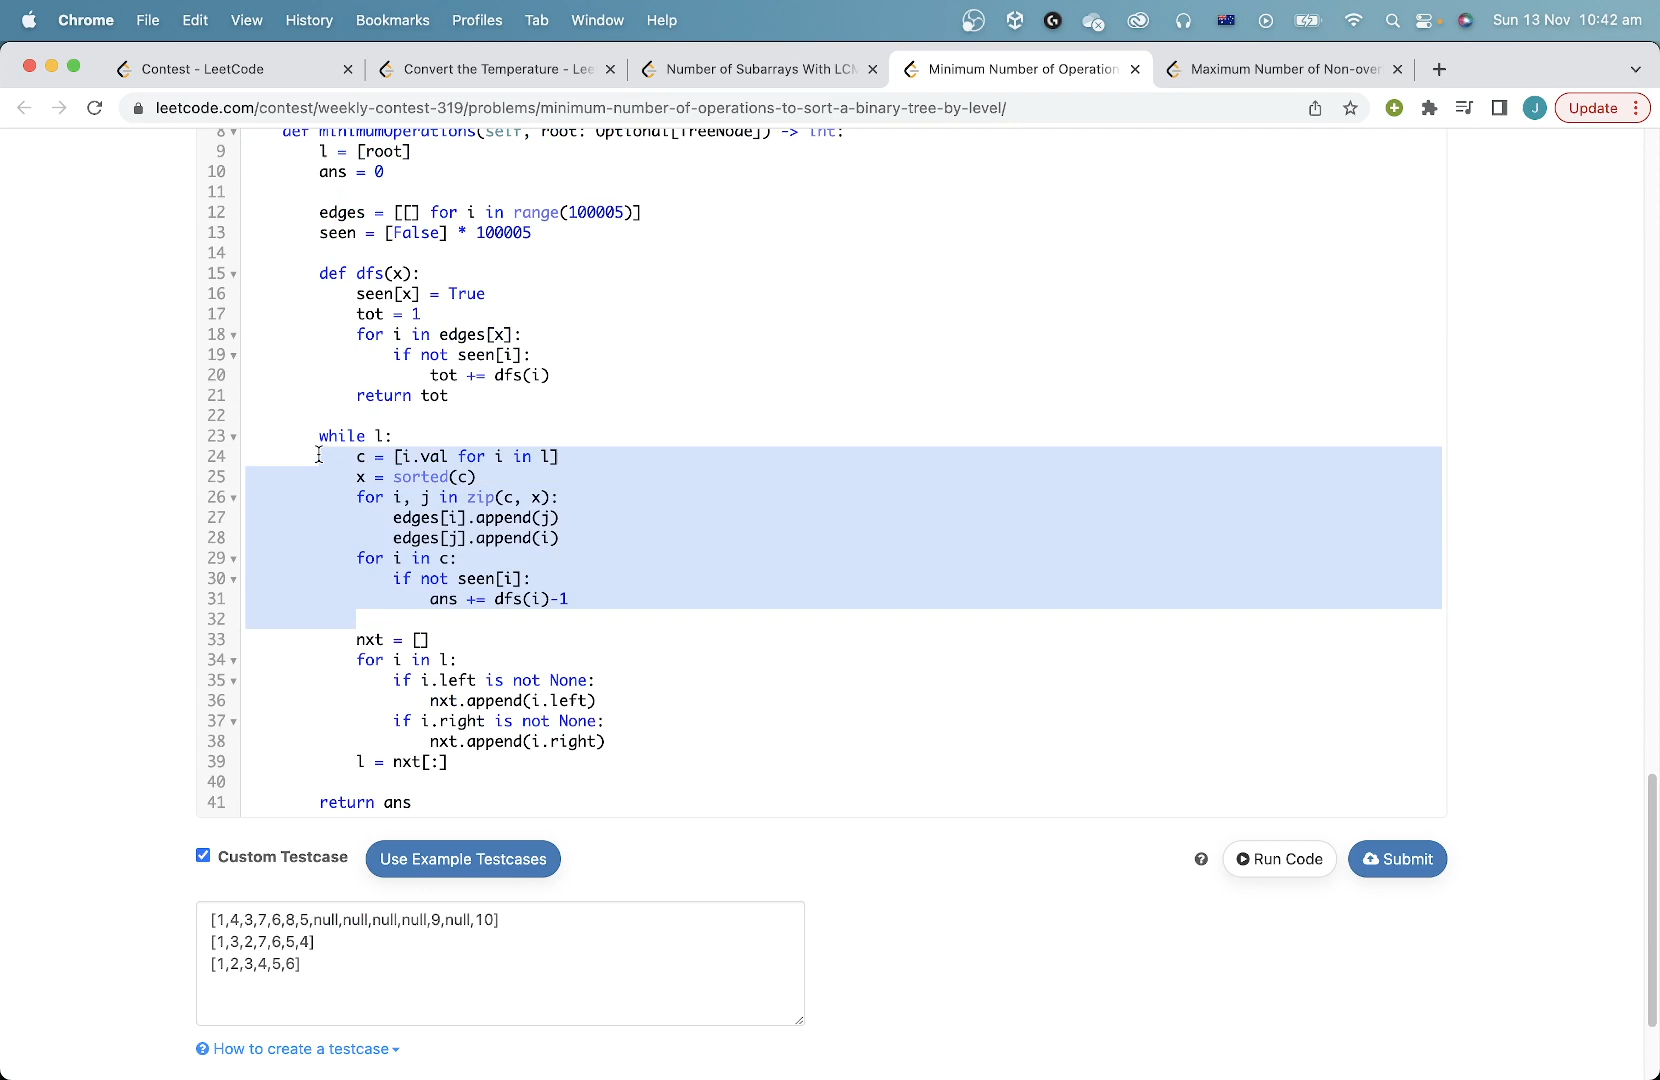 Chrome File Edit View History Bookmarks Profiles Tab Window Help Sun 13 Nov 10:42 am
Contest - LeetCode Convert the Temperature - Lee Number of Subarrays With LCM Minimum Number of Operation Maximum Number of Non-over
leetcode.com/contest/weekly-contest-319/problems/minimum-number-of-operations-to-sort-a-binary-tree-by-level/ J Update
8 def minimumOperations(self, root: Optional[TreeNode]) -> int:
9 l = [root]
10 ans = 0
11
12 edges = [[] for i in range(100005)]
13 seen = [False] * 100005
14
15 def dfs(x):
16 seen[x] = True
17 tot = 1
18 for i in edges[x]:
19 if not seen[i]:
20 tot += dfs(i)
21 return tot
22
23 while l:
24 c = [i.val for i in l]
25 x = sorted(c)
26 for i, j in zip(c, x):
27 edges[i].append(j)
28 edges[j].append(i)
29 for i in c:
30 if not seen[i]:
31 ans += dfs(i)-1
32
33 nxt = []
34 for i in l:
35 if i.left is not None:
36 nxt.append(i.left)
37 if i.right is not None:
38 nxt.append(i.right)
39 l = nxt[:]
40
41 return ans
Custom Testcase Use Example Testcases Run Code Submit
[1,4,3,7,6,8,5,null,null,null,null,9,null,10]
[1,3,2,7,6,5,4]
[1,2,3,4,5,6]
How to create a testcase